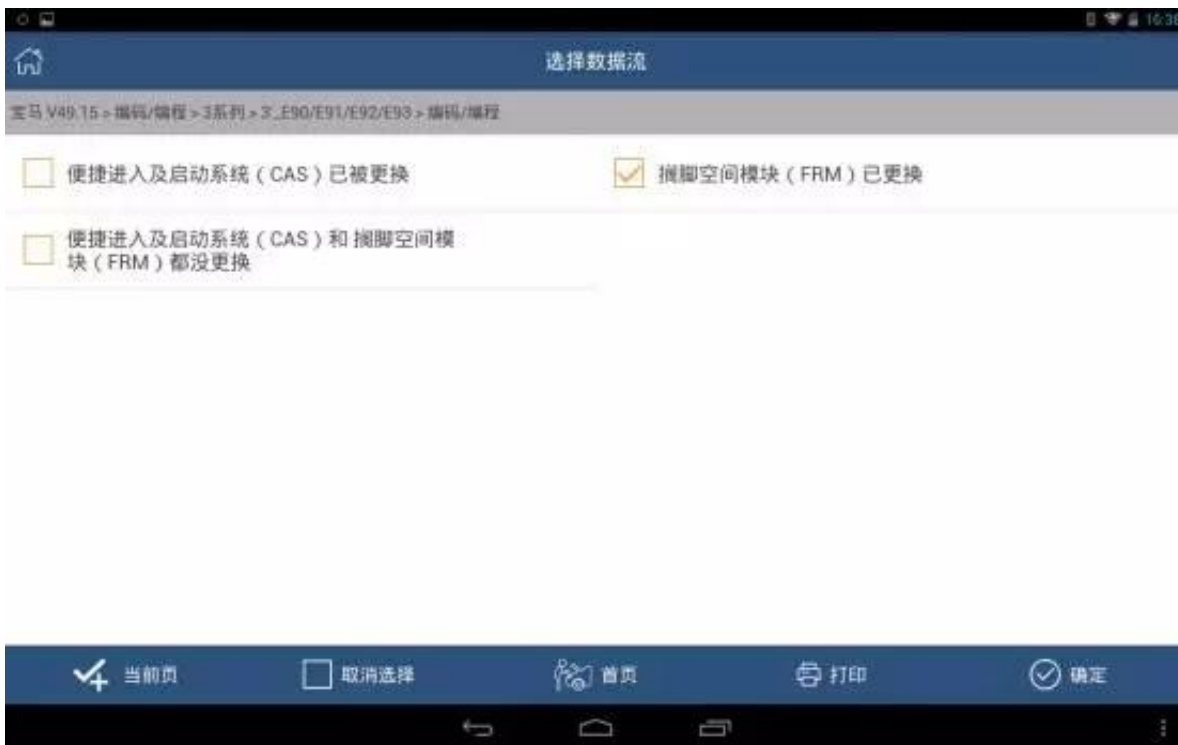 16:38
选择数据流
宝马 V49.15 > 编码/编程 > 3系列 > 3'_E90/E91/E92/E93 > 编码/编程
便捷进入及启动系统（CAS）已被更换
搁脚空间模块（FRM）已更换
便捷进入及启动系统（CAS）和 搁脚空间模
块（FRM）都没更换
当前页
取消选择
首页
打印
确定